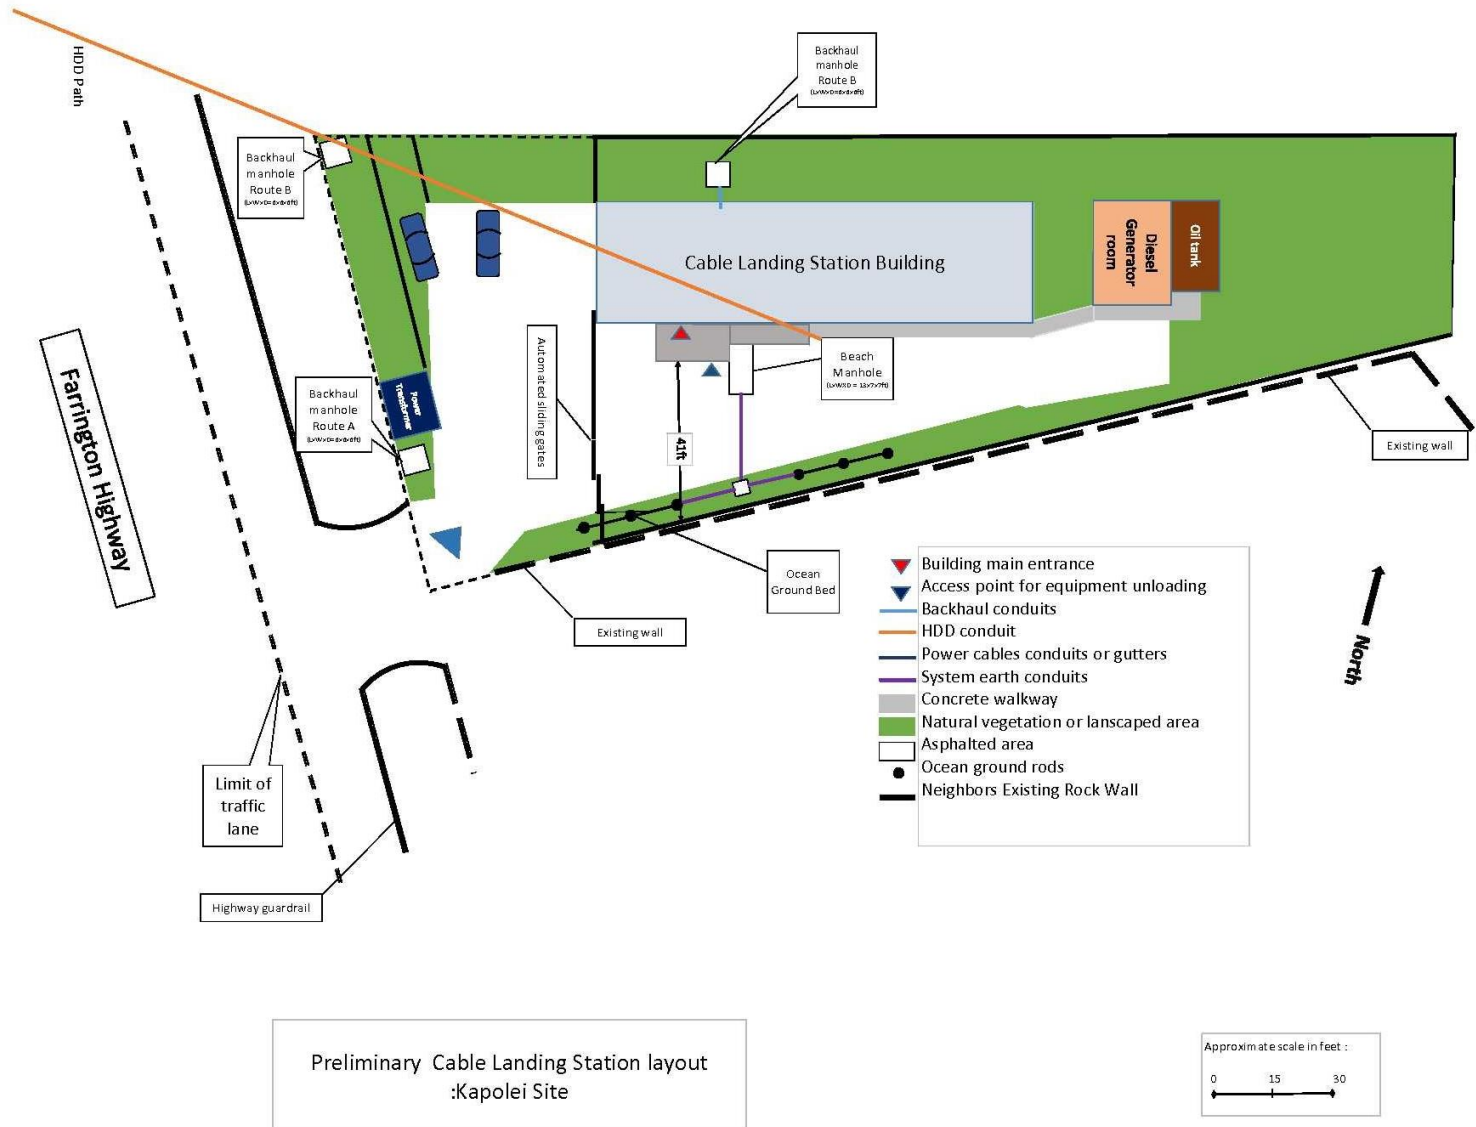 HDD Path
Backhaul
manhole
Route B
Backhaul
manhole
Route B
Cable Landing Station Building
Diesel
Generator
room
Oil tank
Automated sliding gates
Beach
Manhole
Backhaul
manhole
Route A
Power
Transformer
41ft
Farrington Highway
Existing wall
Ocean
Ground Bed
Existing wall
Building main entrance
Access point for equipment unloading
Backhaul conduits
HDD conduit
Power cables conduits or gutters
System earth conduits
Concrete walkway
Natural vegetation or lanscaped area
Asphalted area
Ocean ground rods
Neighbors Existing Rock Wall
North
Limit of
traffic
lane
Highway guardrail
Preliminary Cable Landing Station layout
:Kapolei Site
Approximate scale in feet :
0 15 30